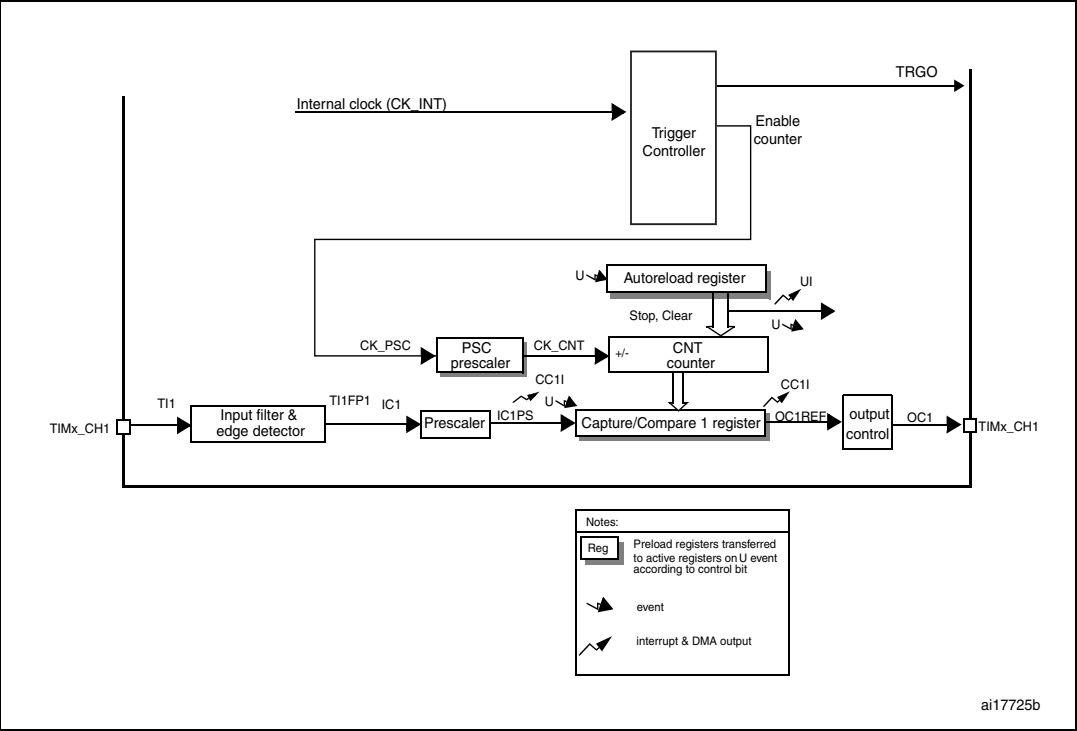 TRGO
Internal clock (CK_INT)
Trigger
Controller
Enable
counter
U
Autoreload register
UI
Stop, Clear
U
CK_PSC
PSC
prescaler
CK_CNT
+/-
CNT
counter
CC1I
CC1I
U
TI1
TI1FP1
IC1
IC1PS
OC1REF
OC1
TIMx_CH1
Input filter &
edge detector
Prescaler
Capture/Compare 1 register
output
control
TIMx_CH1
Notes:
Reg
Preload registers transferred
to active registers on U event
according to control bit
event
interrupt & DMA output
ai17725b